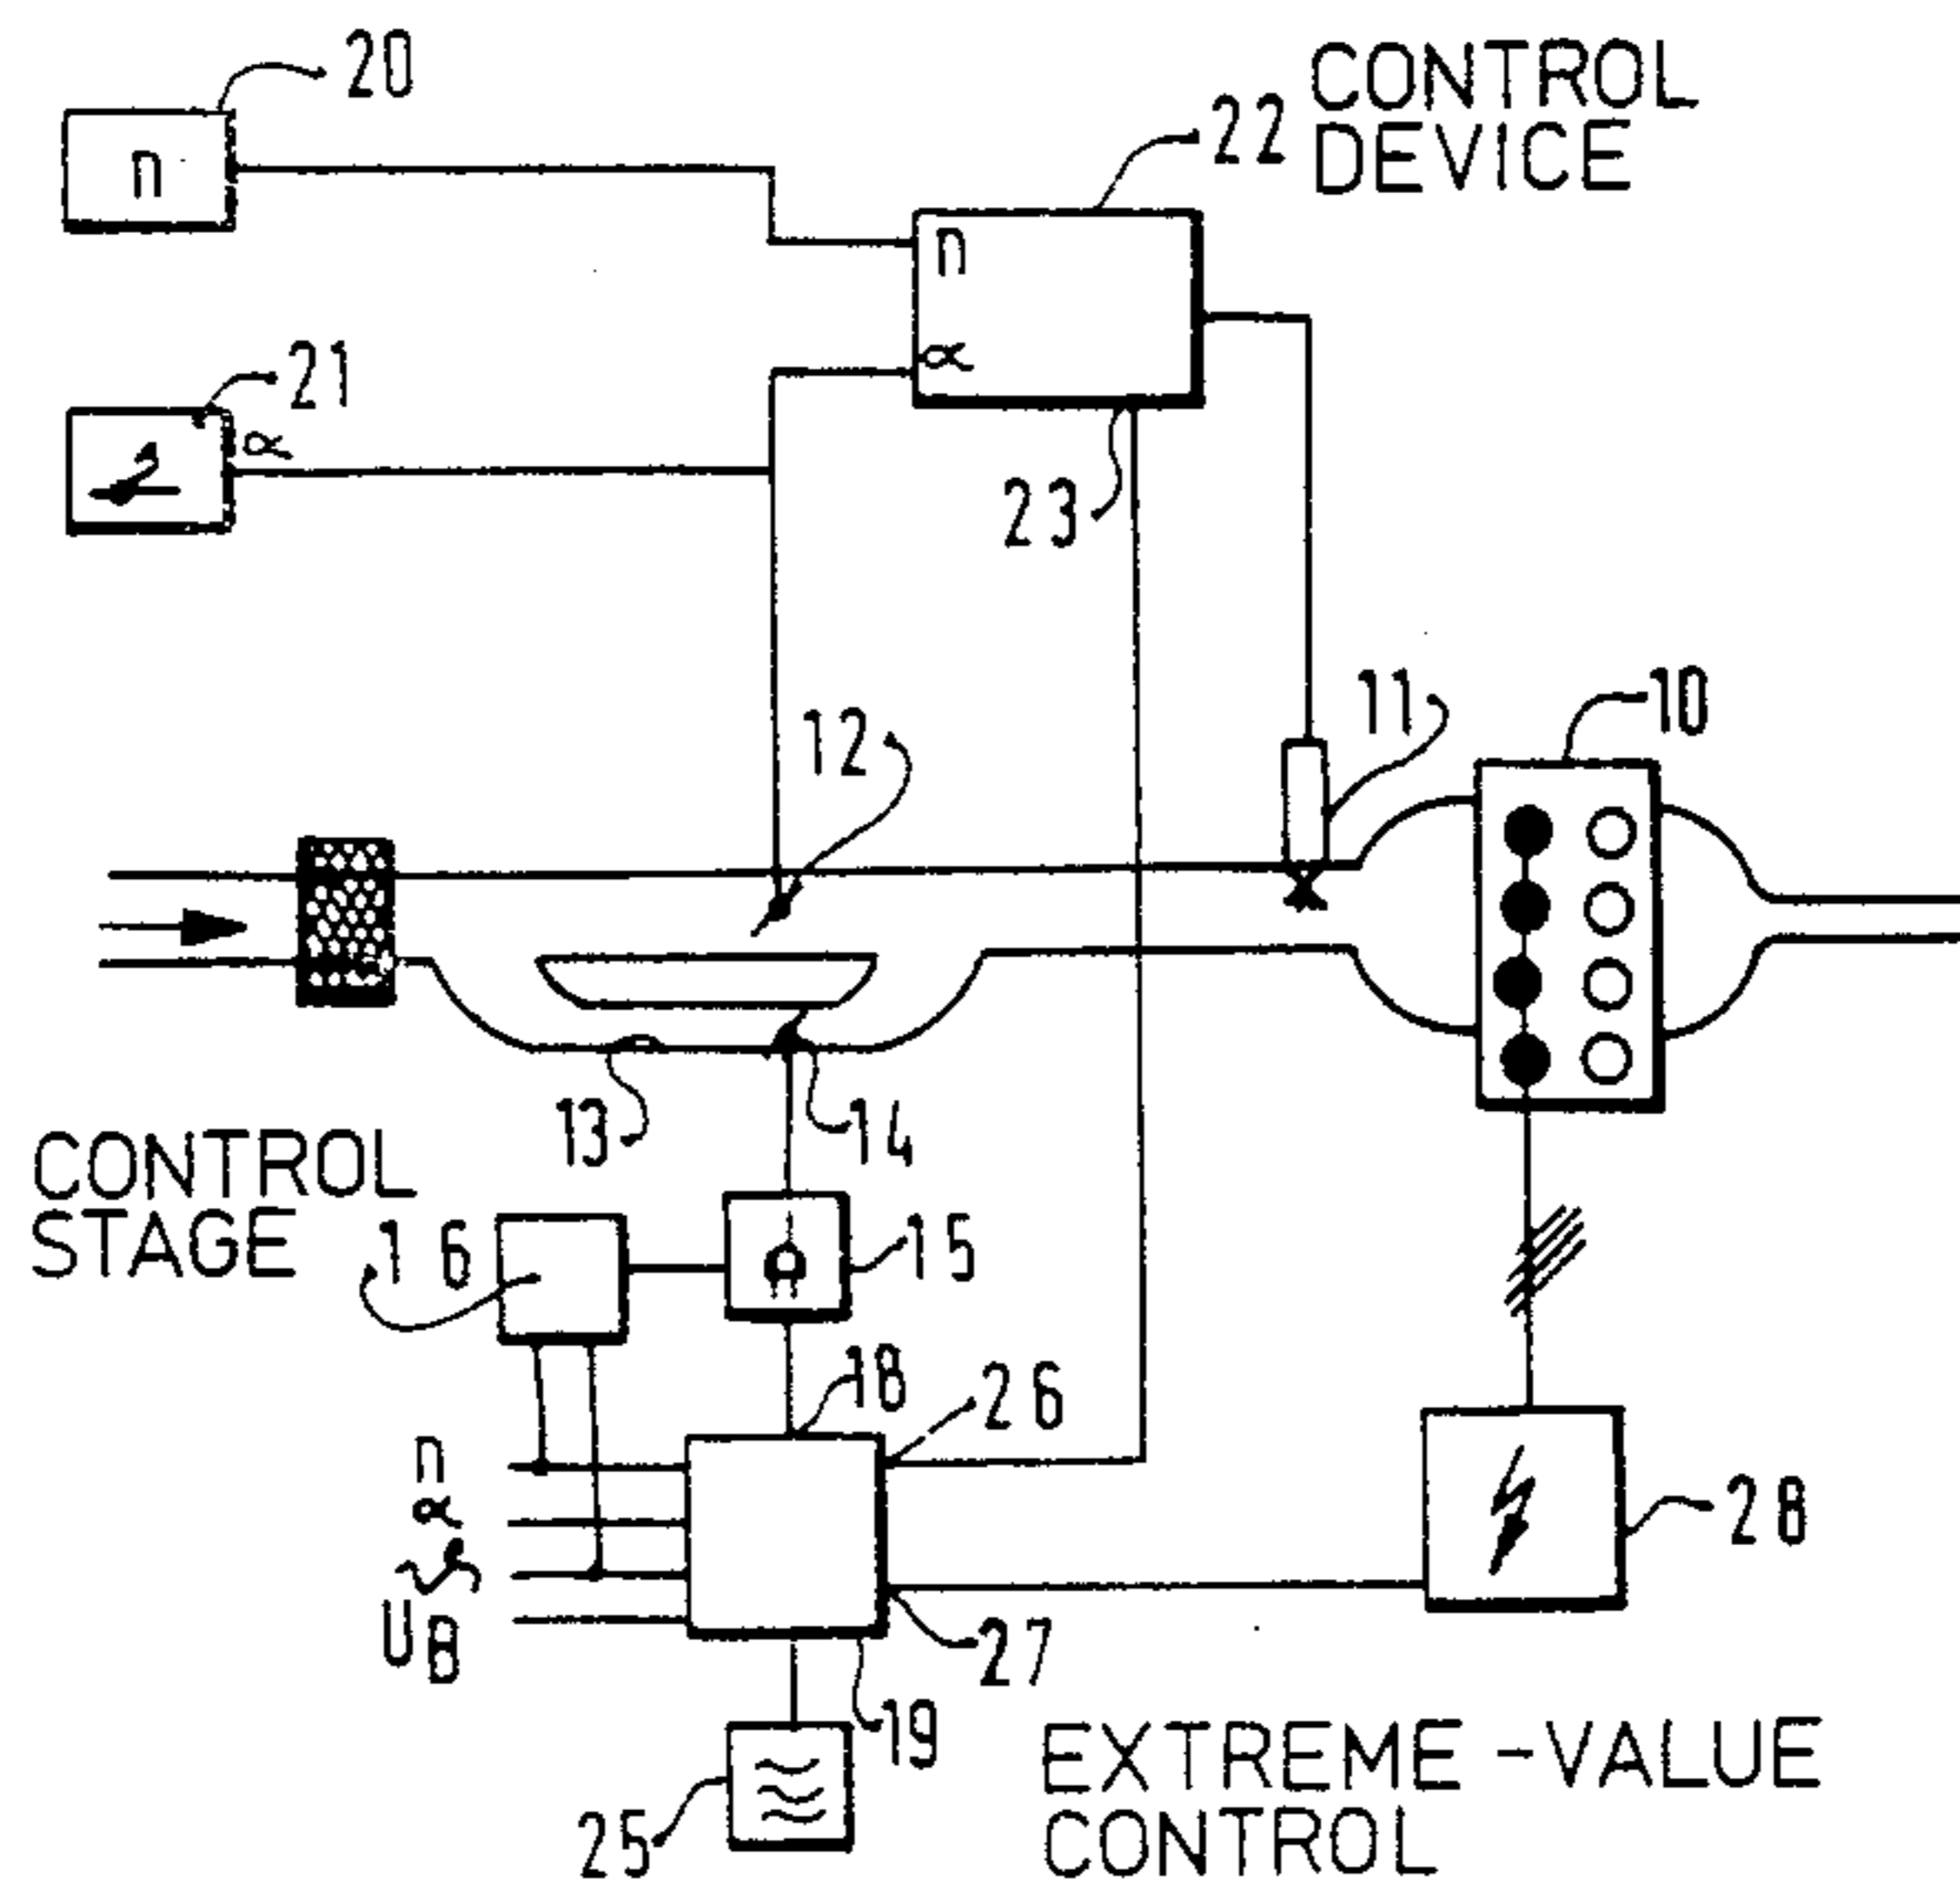 20
CONTROL
DEVICE
22
n
n
21
α
α
23
12
11
10
13
14
CONTROL
STAGE
16
15
18
26
n
α
28
U B
27
19
25
EXTREME-VALUE
CONTROL